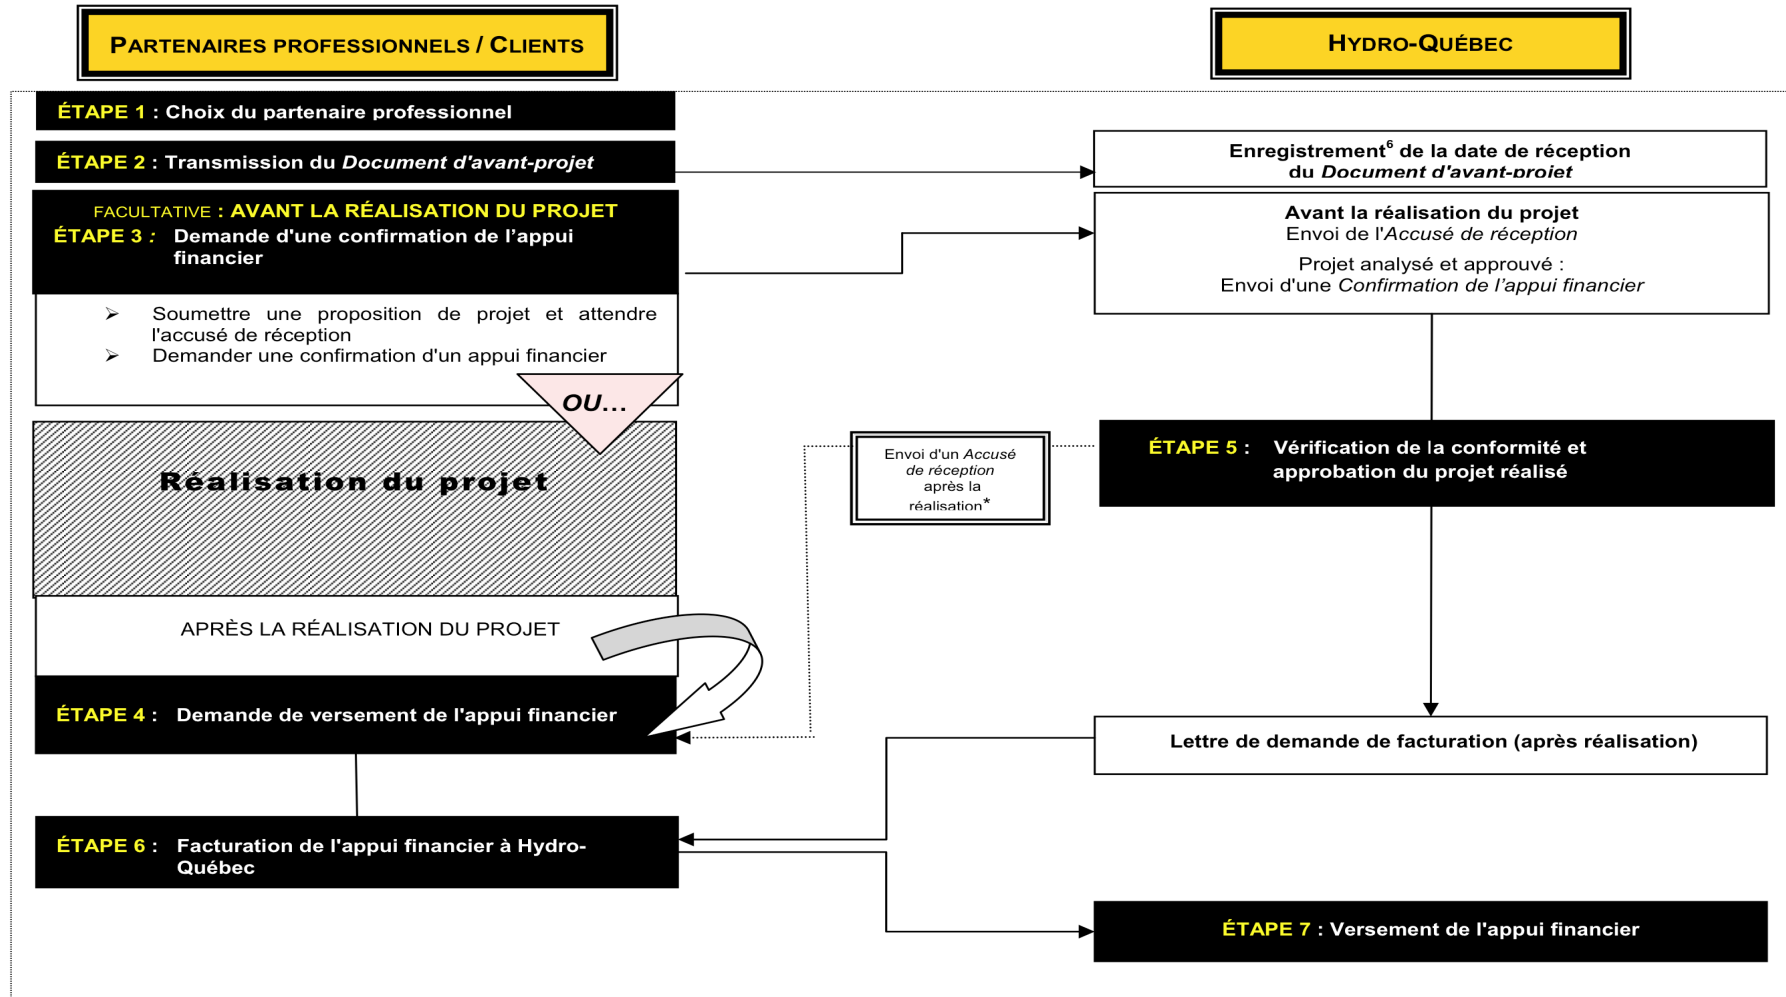 PARTENAIRES PROFESSIONNELS / CLIENTS
HYDRO-QUÉBEC
ÉTAPE 1 : Choix du partenaire professionnel
ÉTAPE 2 : Transmission du Document d'avant-projet
Enregistrement⁶ de la date de réception
du Document d'avant-projet
FACULTATIVE : AVANT LA RÉALISATION DU PROJET
ÉTAPE 3 : Demande d'une confirmation de l’appui
financier
Avant la réalisation du projet
Envoi de l'Accusé de réception
Projet analysé et approuvé :
Envoi d'une Confirmation de l’appui financier
➢ Soumettre une proposition de projet et attendre
l'accusé de réception
➢ Demander une confirmation d'un appui financier
OU...
Réalisation du projet
Envoi d'un Accusé
de réception
après la
réalisation*
ÉTAPE 5 : Vérification de la conformité et
approbation du projet réalisé
APRÈS LA RÉALISATION DU PROJET
ÉTAPE 4 : Demande de versement de l'appui financier
Lettre de demande de facturation (après réalisation)
ÉTAPE 6 : Facturation de l'appui financier à Hydro-
Québec
ÉTAPE 7 : Versement de l'appui financier